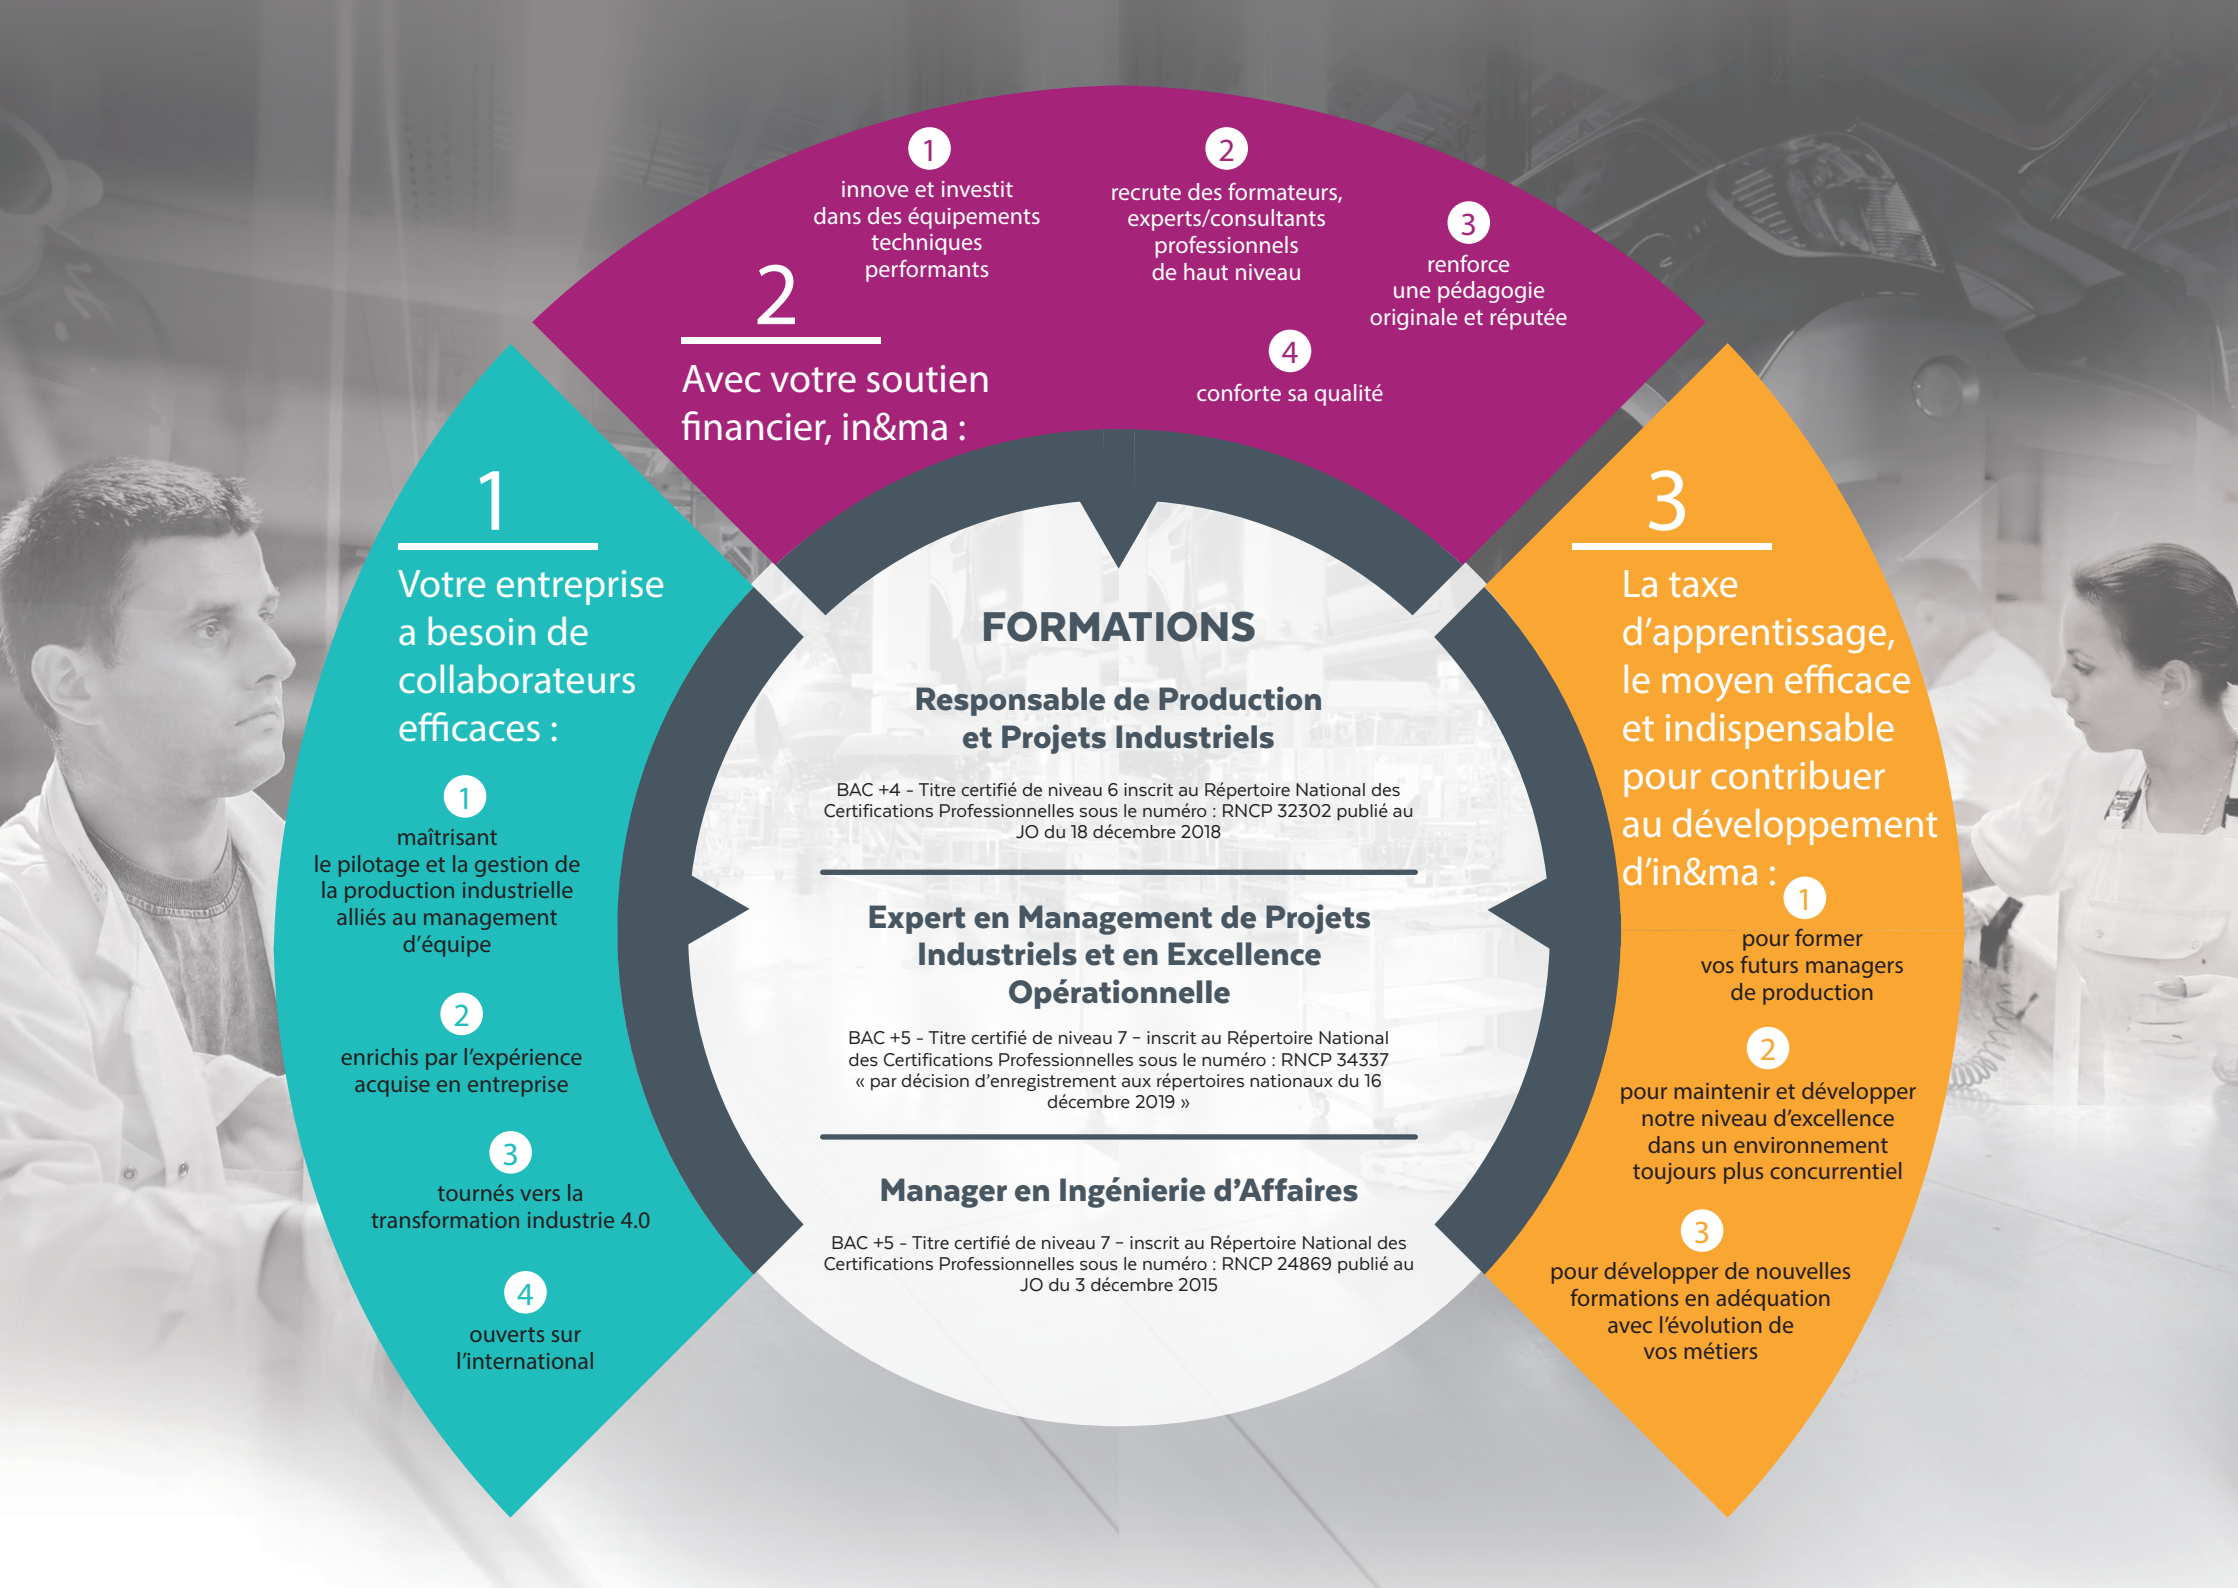 1
Votre entreprise
a besoin de
collaborateurs
efficaces :
1
maîtrisant
le pilotage et la gestion de
la production industrielle
alliés au management
d’équipe
2
enrichis par l’expérience
acquise en entreprise
3
tournés vers la
transformation industrie 4.0
4
ouverts sur
l’international
2
Avec votre soutien
financier, in&ma :
1
innove et investit
dans des équipements
techniques
performants
2
recrute des formateurs,
experts/consultants
professionnels
de haut niveau
3
renforce
une pédagogie
originale et réputée
4
conforte sa qualité
3
La taxe
d’apprentissage,
le moyen efficace
et indispensable
pour contribuer
au développement
d’in&ma :
1
pour former
vos futurs managers
de production
2
pour maintenir et développer
notre niveau d’excellence
dans un environnement
toujours plus concurrentiel
3
pour développer de nouvelles
formations en adéquation
avec l’évolution de
vos métiers
FORMATIONS
Responsable de Production
et Projets Industriels
BAC +4 - Titre certifié de niveau 6 inscrit au Répertoire National des
Certifications Professionnelles sous le numéro : RNCP 32302 publié au
JO du 18 décembre 2018
Expert en Management de Projets
Industriels et en Excellence
Opérationnelle
BAC +5 - Titre certifié de niveau 7 – inscrit au Répertoire National
des Certifications Professionnelles sous le numéro : RNCP 34337
« par décision d’enregistrement aux répertoires nationaux du 16
décembre 2019 »
Manager en Ingénierie d’Affaires
BAC +5 - Titre certifié de niveau 7 – inscrit au Répertoire National des
Certifications Professionnelles sous le numéro : RNCP 24869 publié au
JO du 3 décembre 2015